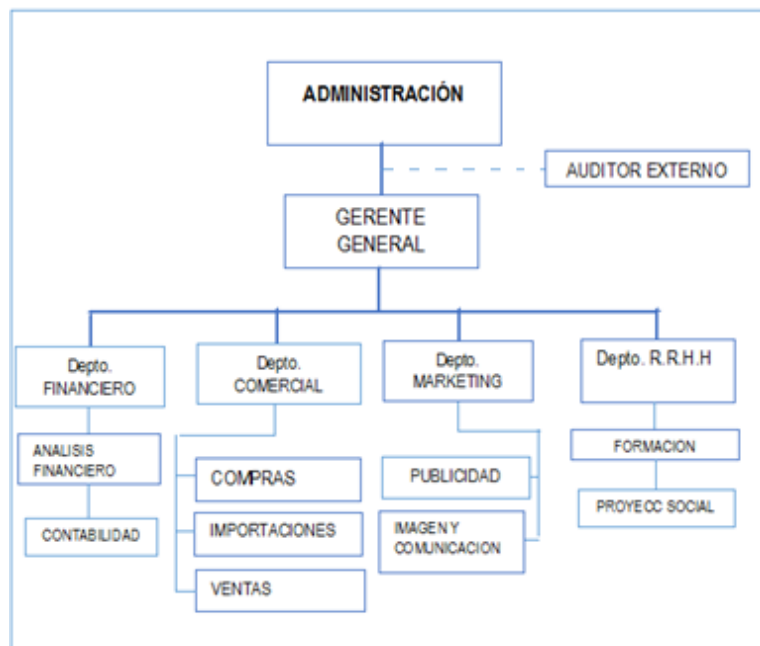 ADMINISTRACIÓN
AUDITOR EXTERNO
GERENTE
GENERAL
Depto.
FINANCIERO
Depto.
COMERCIAL
Depto.
MARKETING
Depto. R.R.H.H
ANALISIS
FINANCIERO
CONTABILIDAD
COMPRAS
IMPORTACIONES
VENTAS
PUBLICIDAD
IMAGEN Y
COMUNICACION
FORMACION
PROYECC SOCIAL